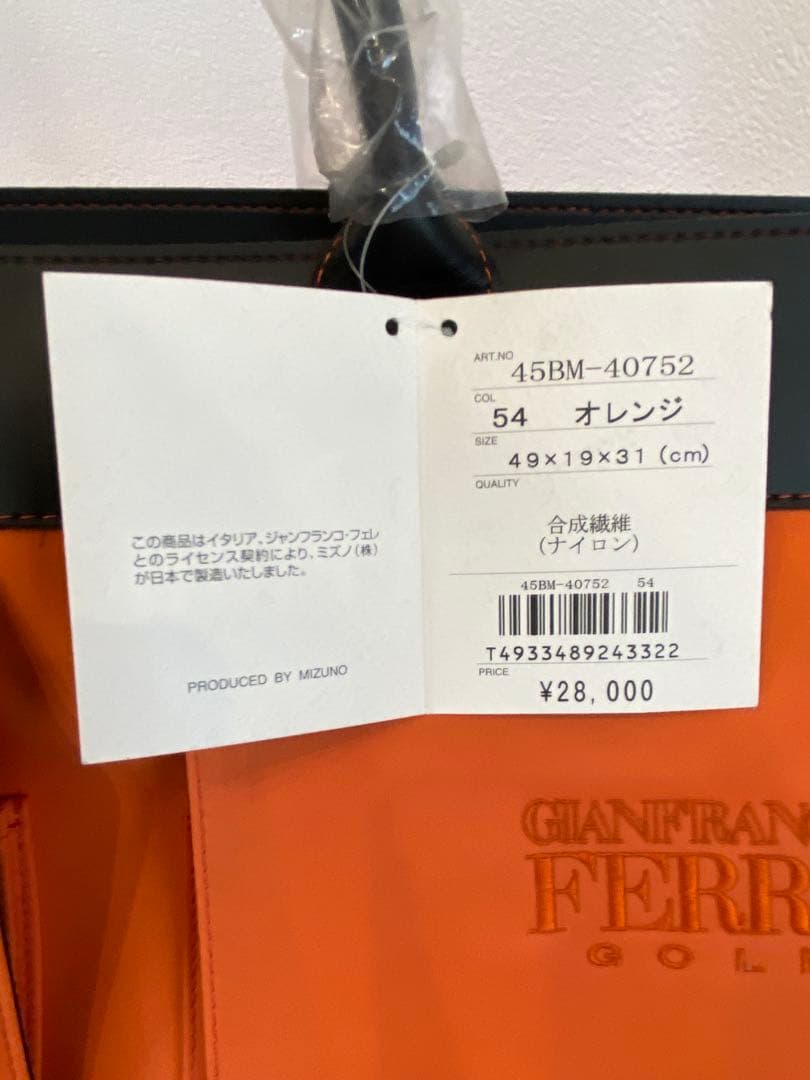 この商品はイタリア、ジャンフランコ・フェレ
とのライセンス契約により、ミズノ(株)
が日本で製造いたしました。
PRODUCED BY MIZUNO
ART.NO
45BM-40752
COL
54 オレンジ
SIZE
49×19×31(cm)
QUALITY
合成繊維
(ナイロン)
45BM-40752 54
T4933489243322
PRICE
¥28,000
GIANFRAN
FERR
GOL